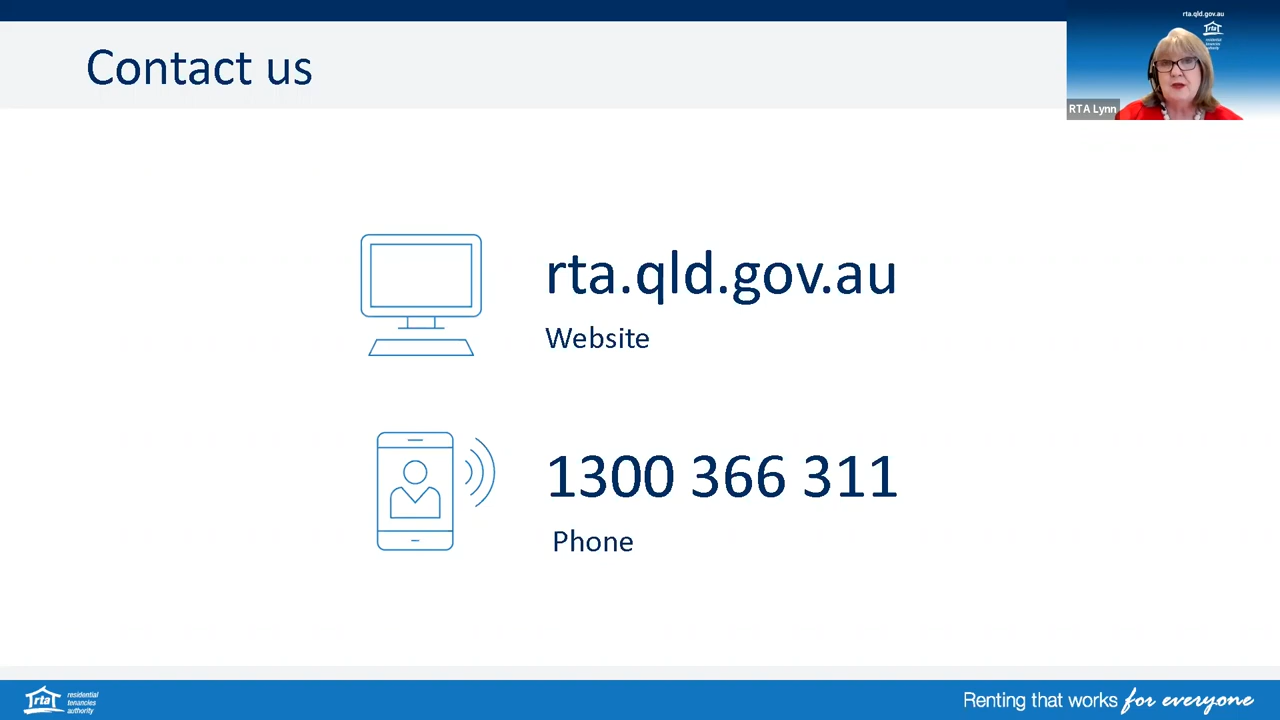 Contact us
rta.qld.gov.au
RTA Lynn
rta.qld.gov.au
Website
1300 366 311
Phone
rta
residential
tenancies
authority
Renting that works for everyone